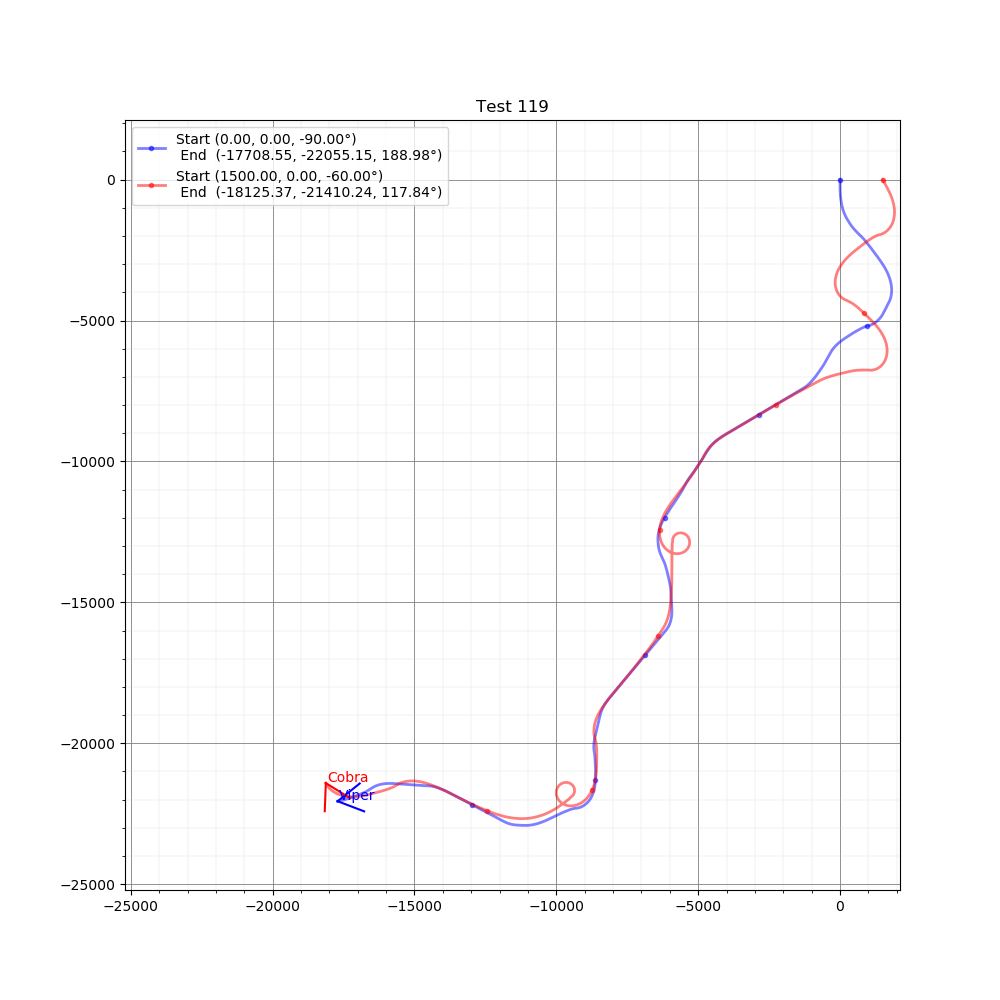 Test 119
Start (0.00, 0.00, -90.00°)
End (-17708.55, -22055.15, 188.98°)
Start (1500.00, 0.00, -60.00°)
End (-18125.37, -21410.24, 117.84°)
0
−5000
−10000
−15000
−20000
−25000
Cobra
Viper
−25000 −20000 −15000 −10000 −5000 0